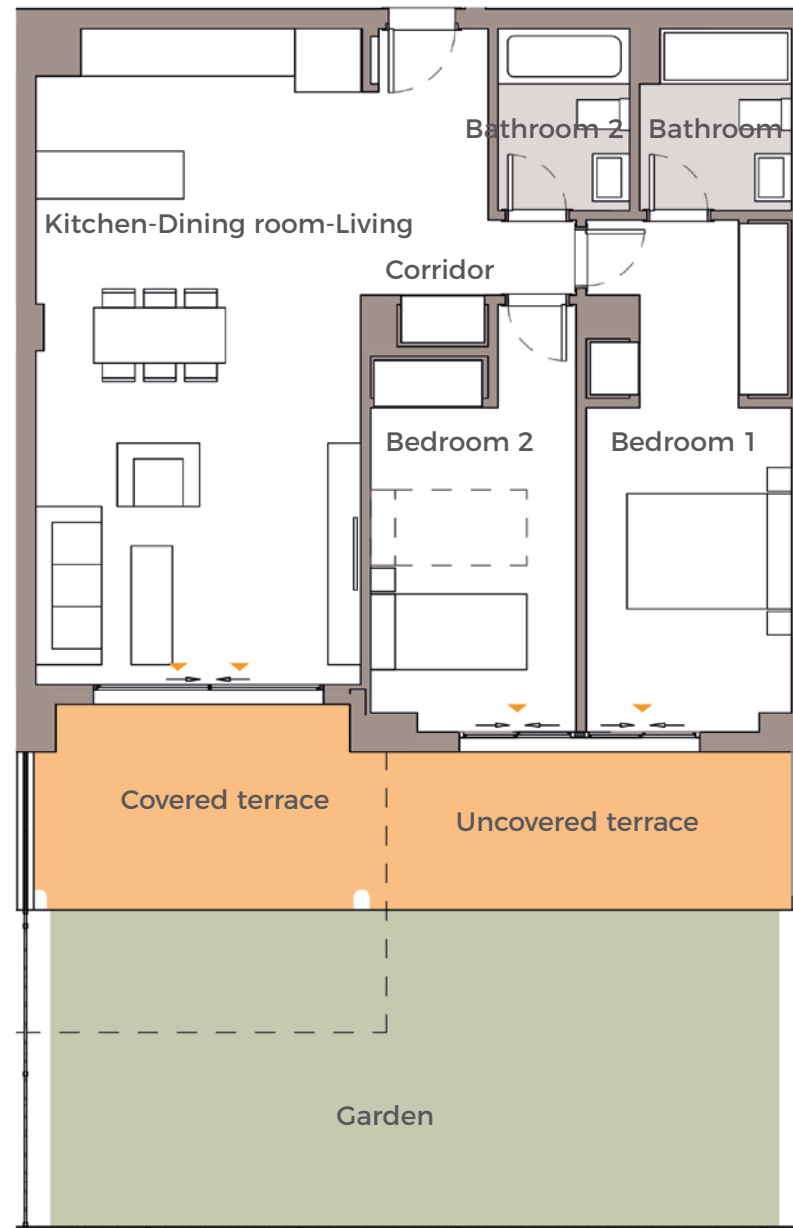 Bathroom 2
Bathroom
Kitchen-Dining room-Living
Corridor
Bedroom 2
Bedroom 1
Covered terrace
Uncovered terrace
Garden